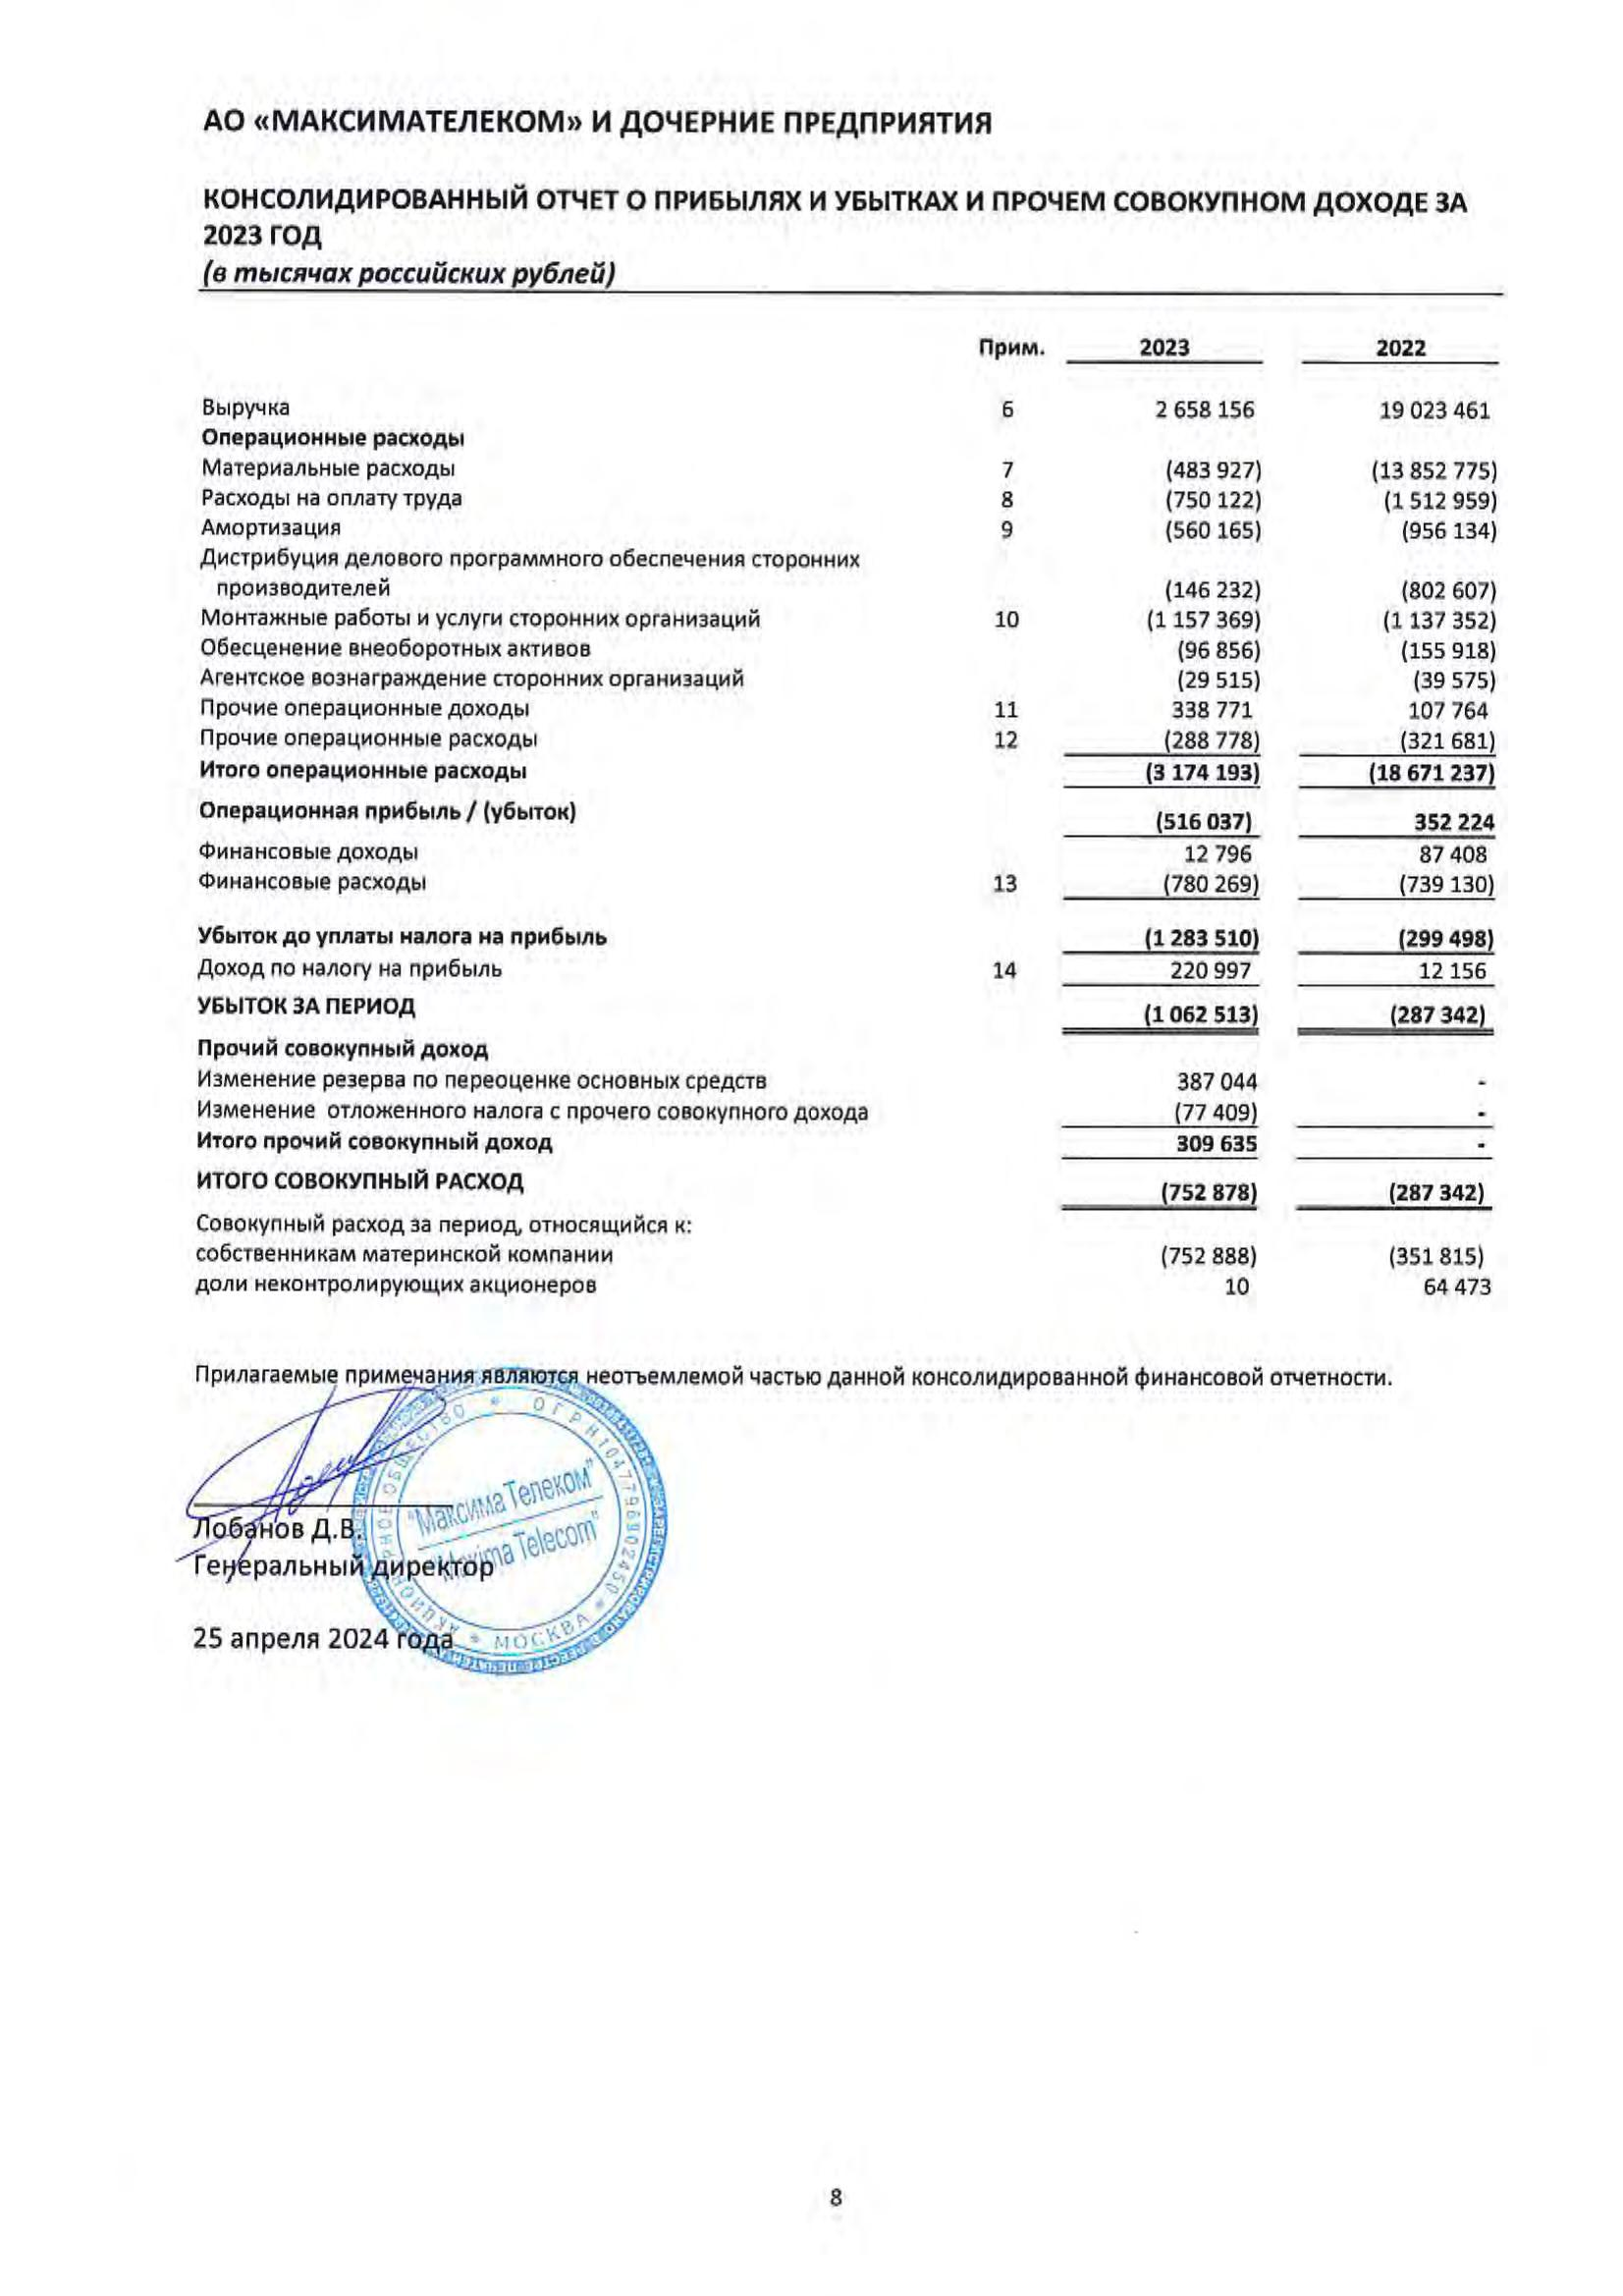 АО «МАКСИМАТЕЛЕКОМ» И ДОЧЕРНИЕ ПРЕДПРИЯТИЯ
КОНСОЛИДИРОВАННЫЙ ОТЧЕТ О ПРИБЫЛЯХ И УБЫТКАХ И ПРОЧЕМ СОВОКУПНОМ ДОХОДЕ ЗА
2023 ГОД
(в тысячах российских рублей)
Прим. 2023 2022
Выручка 6 2 658 156 19 023 461
Операционные расходы
Материальные расходы 7 (483 927) (13 852 775)
Расходы на оплату труда 8 (750 122) (1 512 959)
Амортизация 9 (560 165) (956 134)
Дистрибуция делового программного обеспечения сторонних
производителей (146 232) (802 607)
Монтажные работы и услуги сторонних организаций 10 (1 157 369) (1 137 352)
Обесценение внеоборотных активов (96 856) (155 918)
Агентское вознаграждение сторонних организаций (29 515) (39 575)
Прочие операционные доходы 11 338 771 107 764
Прочие операционные расходы 12 (288 778) (321 681)
Итого операционные расходы (3 174 193) (18 671 237)
Операционная прибыль / (убыток) (516 037) 352 224
Финансовые доходы 12 796 87 408
Финансовые расходы 13 (780 269) (739 130)
Убыток до уплаты налога на прибыль (1 283 510) (299 498)
Доход по налогу на прибыль 14 220 997 12 156
УБЫТОК ЗА ПЕРИОД (1 062 513) (287 342)
Прочий совокупный доход
Изменение резерва по переоценке основных средств 387 044 -
Изменение отложенного налога с прочего совокупного дохода (77 409) -
Итого прочий совокупный доход 309 635 -
ИТОГО СОВОКУПНЫЙ РАСХОД (752 878) (287 342)
Совокупный расход за период, относящийся к:
собственникам материнской компании (752 888) (351 815)
доли неконтролирующих акционеров 10 64 473
Прилагаемые примечания являются неотъемлемой частью данной консолидированной финансовой отчетности.
АКЦИОНЕРНОЕ ОБЩЕСТВО * ОГРН 1047796902450 * МОСКВА *
"МаксимаТелеком"
"Maxima Telecom"
Лобанов Д.В.
Генеральный директор
25 апреля 2024 года
8